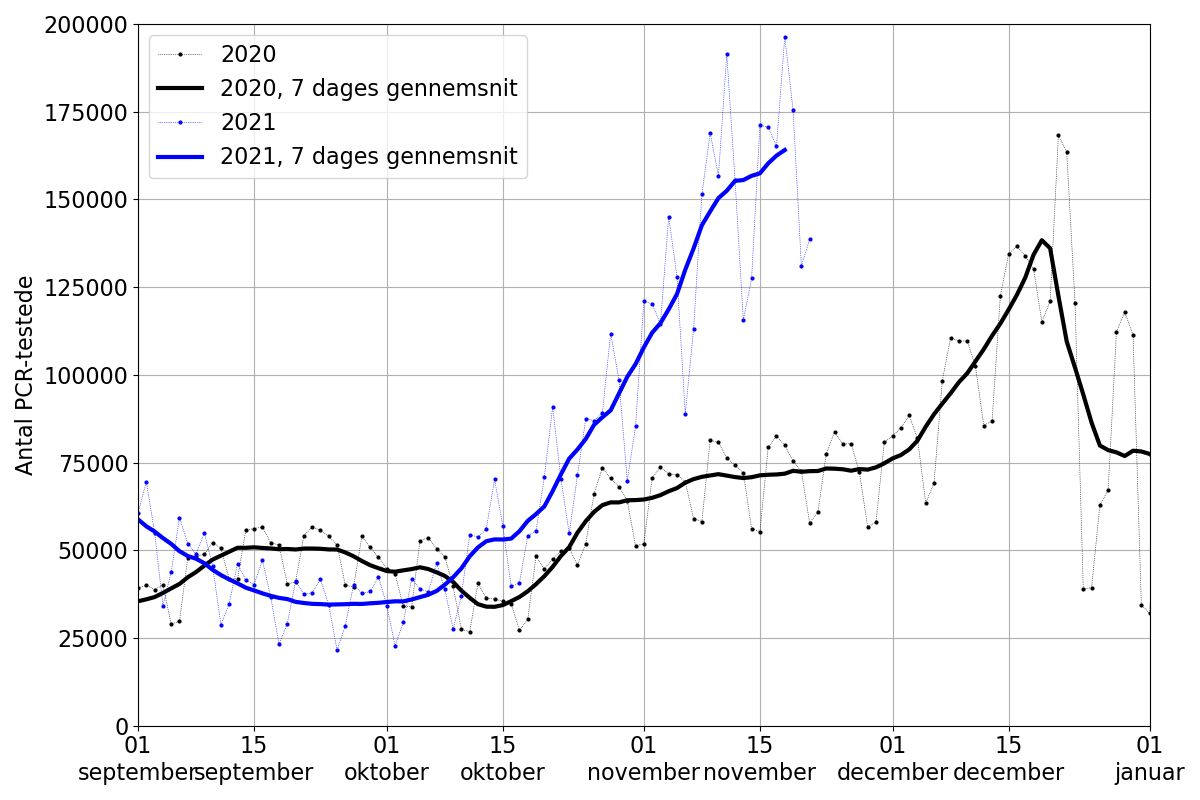 200000
175000
150000
125000
100000
75000
50000
25000
0
Antal PCR-testede
2020
2020, 7 dages gennemsnit
2021
2021, 7 dages gennemsnit
01 15 01 15 01 15 01 15 01
september september oktober oktober november november december december januar